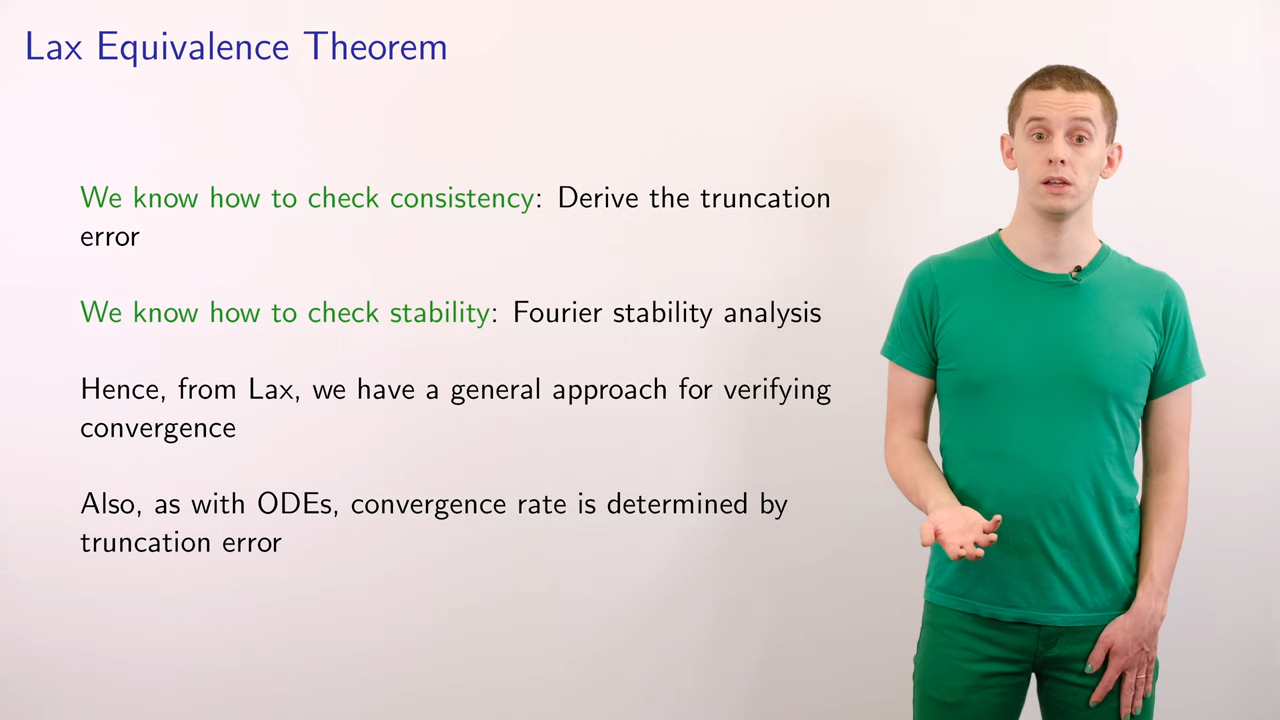 Lax Equivalence Theorem
We know how to check consistency: Derive the truncation
error
We know how to check stability: Fourier stability analysis
Hence, from Lax, we have a general approach for verifying
convergence
Also, as with ODEs, convergence rate is determined by
truncation error